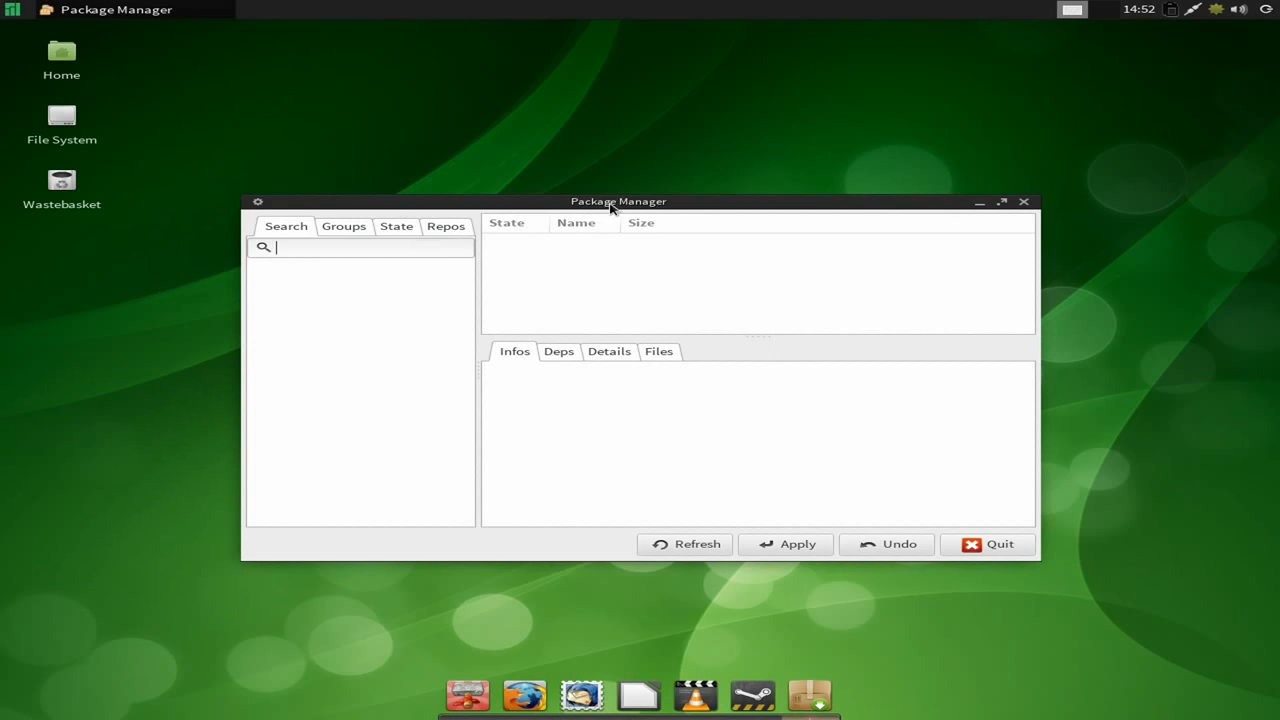 Package Manager
14:52
Home
File System
Wastebasket
Package Manager
Search Groups State Repos
State Name Size
Infos Deps Details Files
Refresh Apply Undo Quit